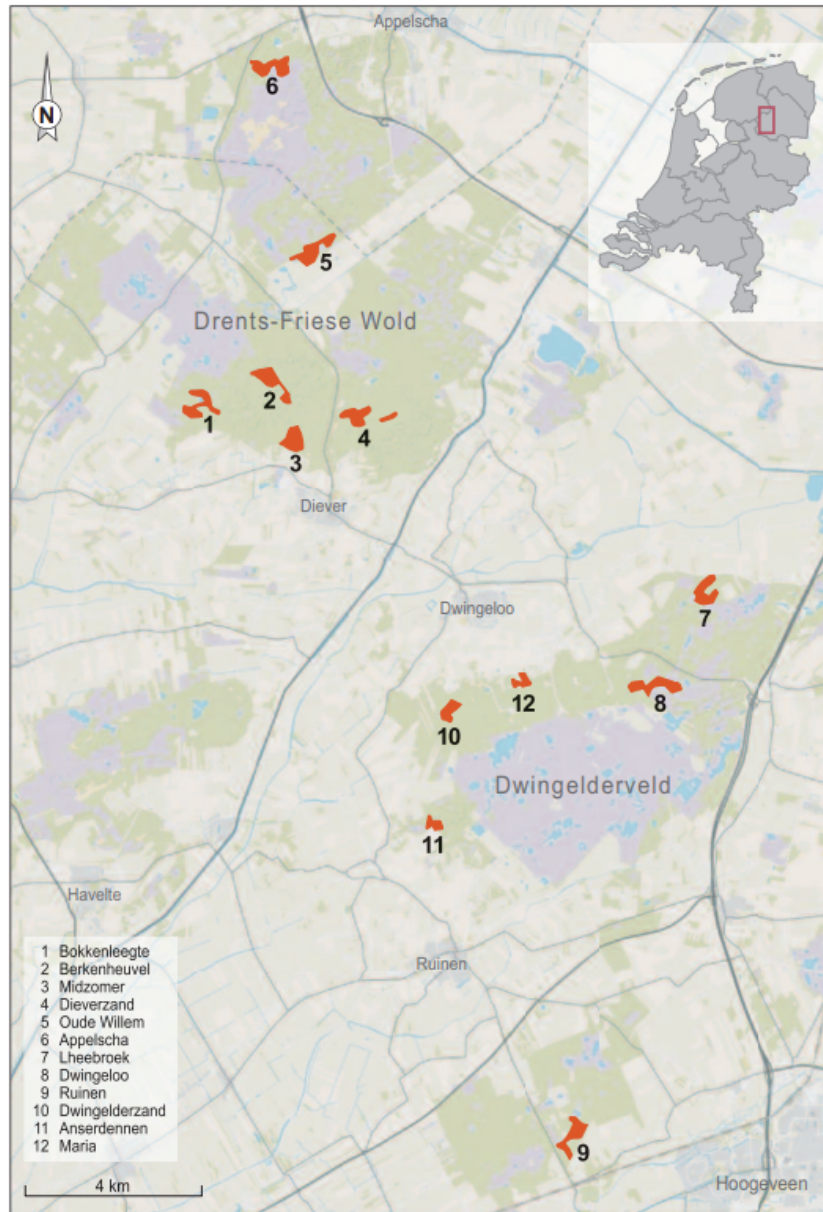 Appelscha
N
6
5
Drents-Friese Wold
2
1
4
3
Diever
7
Dwingeloo
12
8
10
Dwingelderveld
11
Havelte
Ruinen
1 Bokkenleegte
2 Berkenheuvel
3 Midzomer
4 Dieverzand
5 Oude Willem
6 Appelscha
7 Lheebroek
8 Dwingeloo
9 Ruinen
10 Dwingelderzand
11 Anserdennen
12 Maria
9
4 km
Hoogeveen